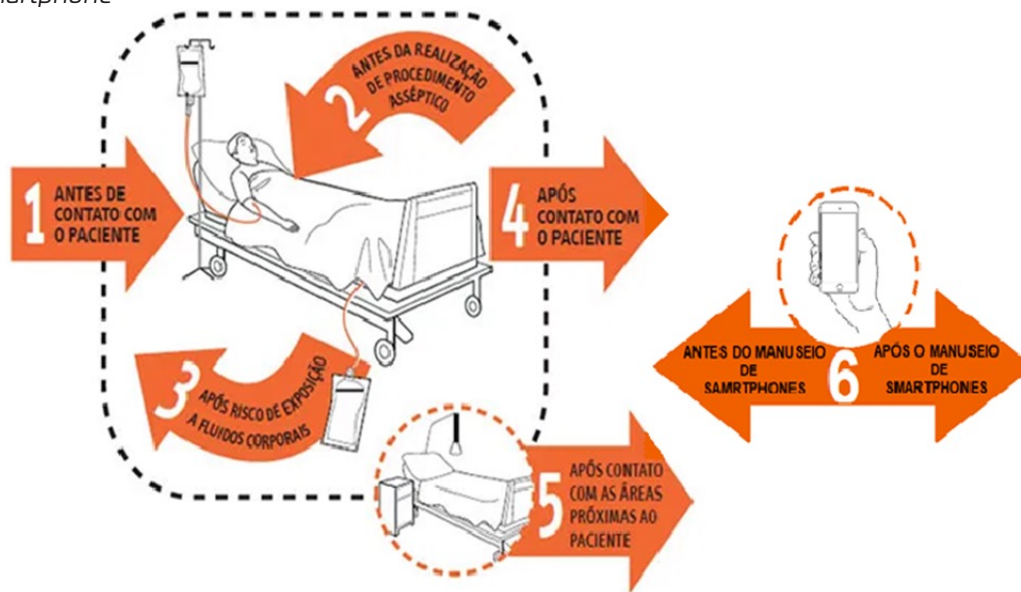 martphone
1 ANTES DE
CONTATO COM
O PACIENTE
2 ANTES DA REALIZAÇÃO
DE PROCEDIMENTO
ASSÉPTICO
3 APÓS RISCO DE EXPOSIÇÃO
A FLUIDOS CORPORAIS
4 APÓS
CONTATO COM
O PACIENTE
5 APÓS CONTATO
COM AS ÁREAS
PRÓXIMAS AO
PACIENTE
6
ANTES DO MANUSEIO
DE
SAMRTPHONES
APÓS O MANUSEIO
DE
SMARTPHONES